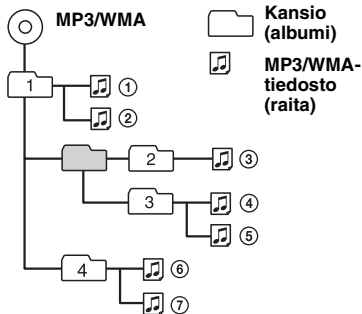 MP3/WMA
Kansio
(albumi)
MP3/WMA-
tiedosto
(raita)
1
①
②
2
③
3
④
⑤
4
⑥
⑦